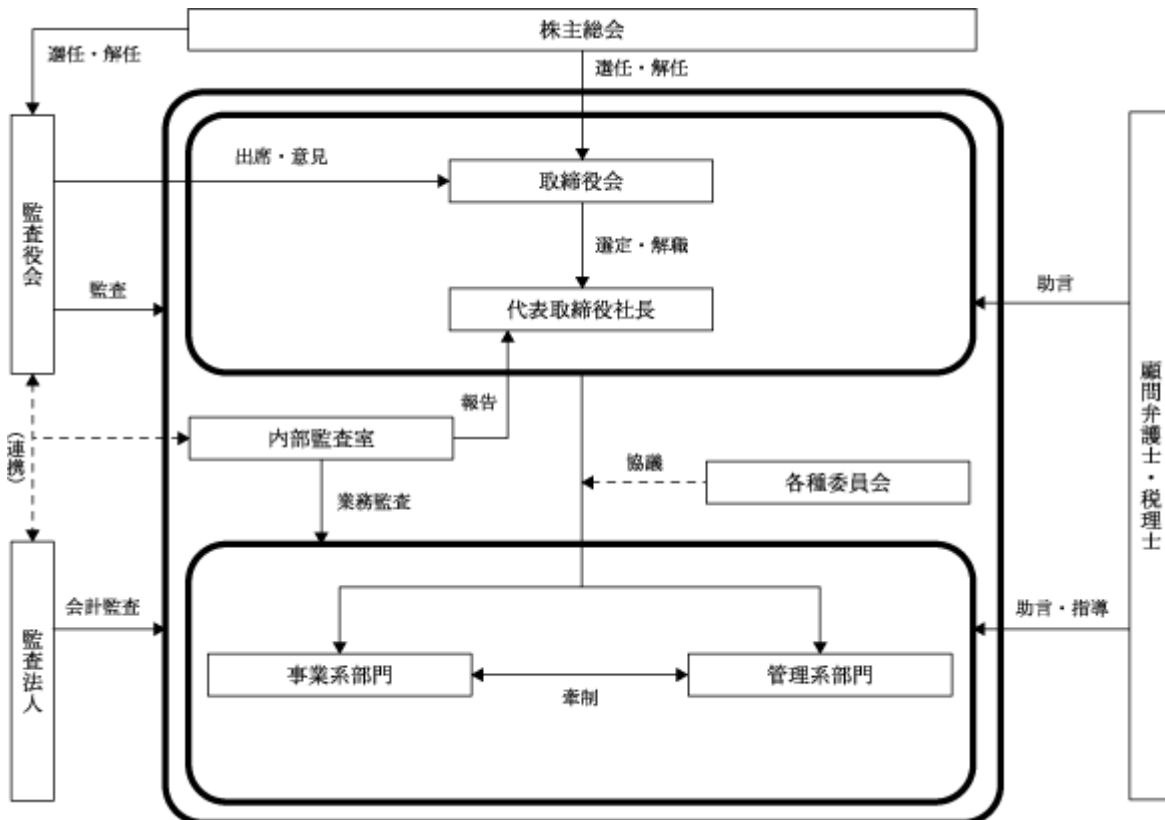 株主総会
選任・解任
選任・解任
出席・意見
取締役会
監査役会
選定・解職
監査
助言
代表取締役社長
顧問弁護士・税理士
報告
内部監査室
(連携)
協議
各種委員会
業務監査
会計監査
助言・指導
監査法人
事業系部門
管理系部門
牽制